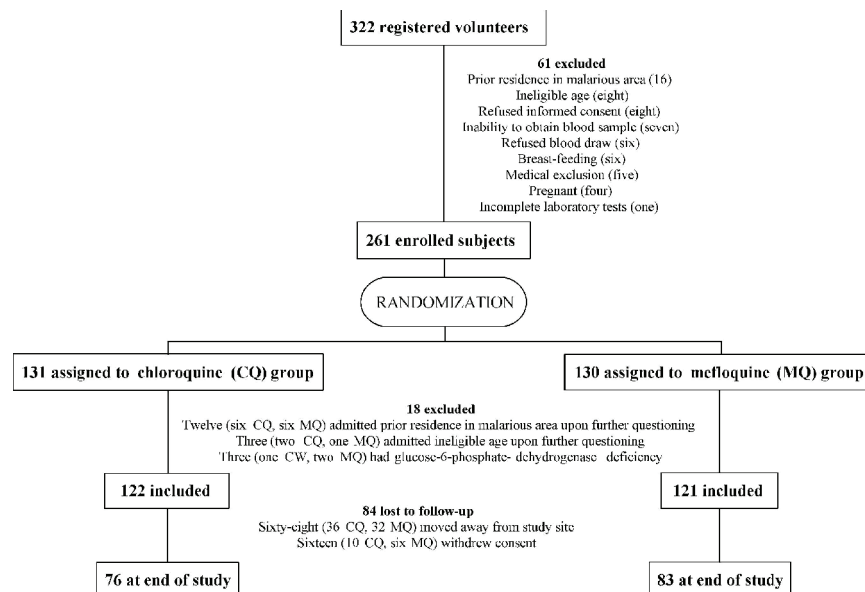 322 registered volunteers
61 excluded
Prior residence in malarious area (16)
Ineligible age (eight)
Refused informed consent (eight)
Inability to obtain blood sample (seven)
Refused blood draw (six)
Breast-feeding (six)
Medical exclusion (five)
Pregnant (four)
Incomplete laboratory tests (one)
261 enrolled subjects
RANDOMIZATION
131 assigned to chloroquine (CQ) group
130 assigned to mefloquine (MQ) group
18 excluded
Twelve (six CQ, six MQ) admitted prior residence in malarious area upon further questioning
Three (two CQ, one MQ) admitted ineligible age upon further questioning
Three (one CW, two MQ) had glucose-6-phosphate- dehydrogenase deficiency
122 included
121 included
84 lost to follow-up
Sixty-eight (36 CQ, 32 MQ) moved away from study site
Sixteen (10 CQ, six MQ) withdrew consent
76 at end of study
83 at end of study